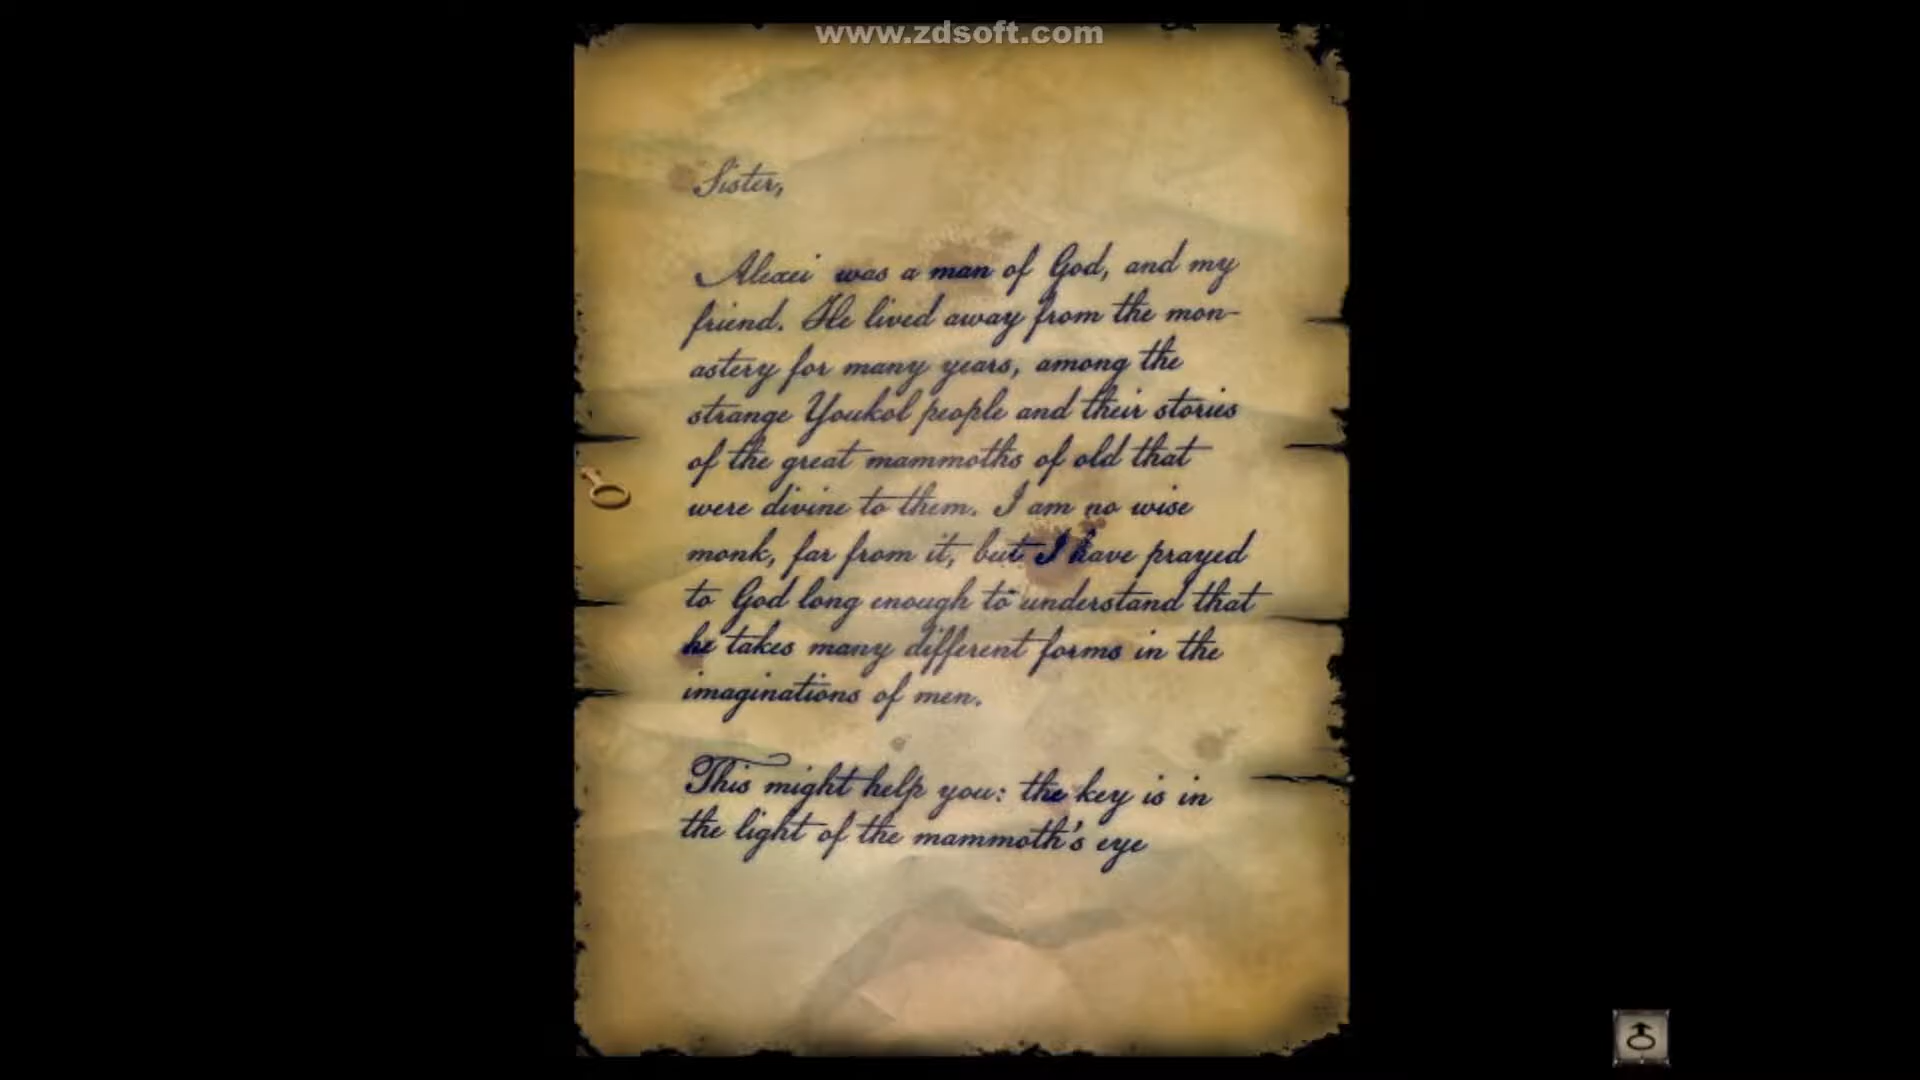 www.zdsoft.com
Sister,
Alexei was a man of God, and my
friend. He lived away from the mon-
astery for many years, among the
strange Youkol people and their stories
of the great mammoths of old that
were divine to them. I am no wise
monk, far from it, but I have prayed
to God long enough to understand that
he takes many different forms in the
imaginations of men.
This might help you: the key is in
the light of the mammoth's eye